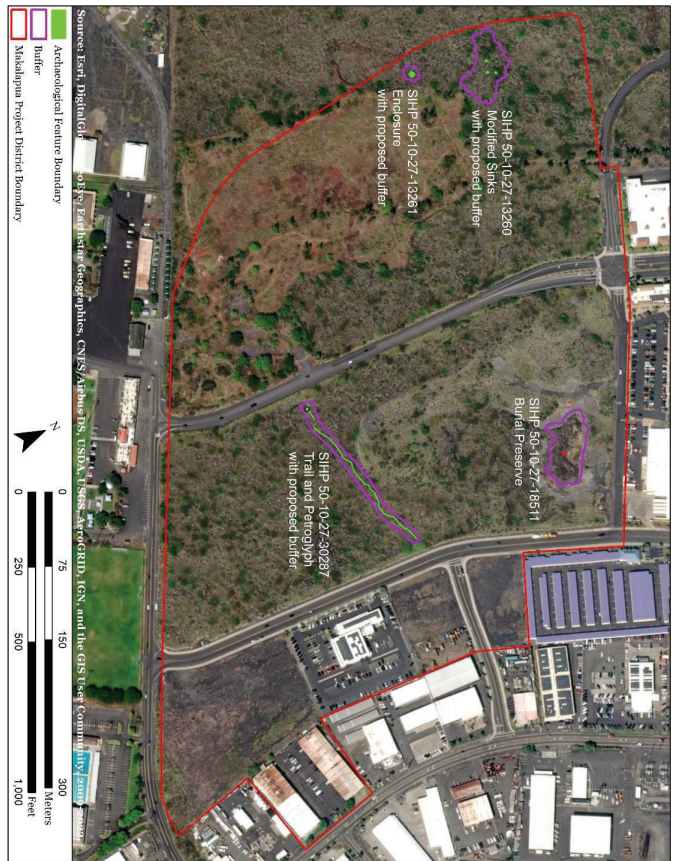 SIHP 50-10-27-13260
Modified Sinks
with proposed buffer
SIHP 50-10-27-13261
Enclosure
with proposed buffer
SIHP 50-10-27-18511
Burial Preserve
SIHP 50-10-27-30287
Trail and Petroglyph
with proposed buffer
Source: Esri, DigitalGlo oEye, Earthstar Geographics, CNES/Airbus DS, USDA, USGS, AeroGRID, IGN, and the GIS User Community,
Archaeological Feature Boundary
Buffer
Makalapua Project District Boundary
N
0 75 150 300
Meters
0 250 500 1,000
Feet